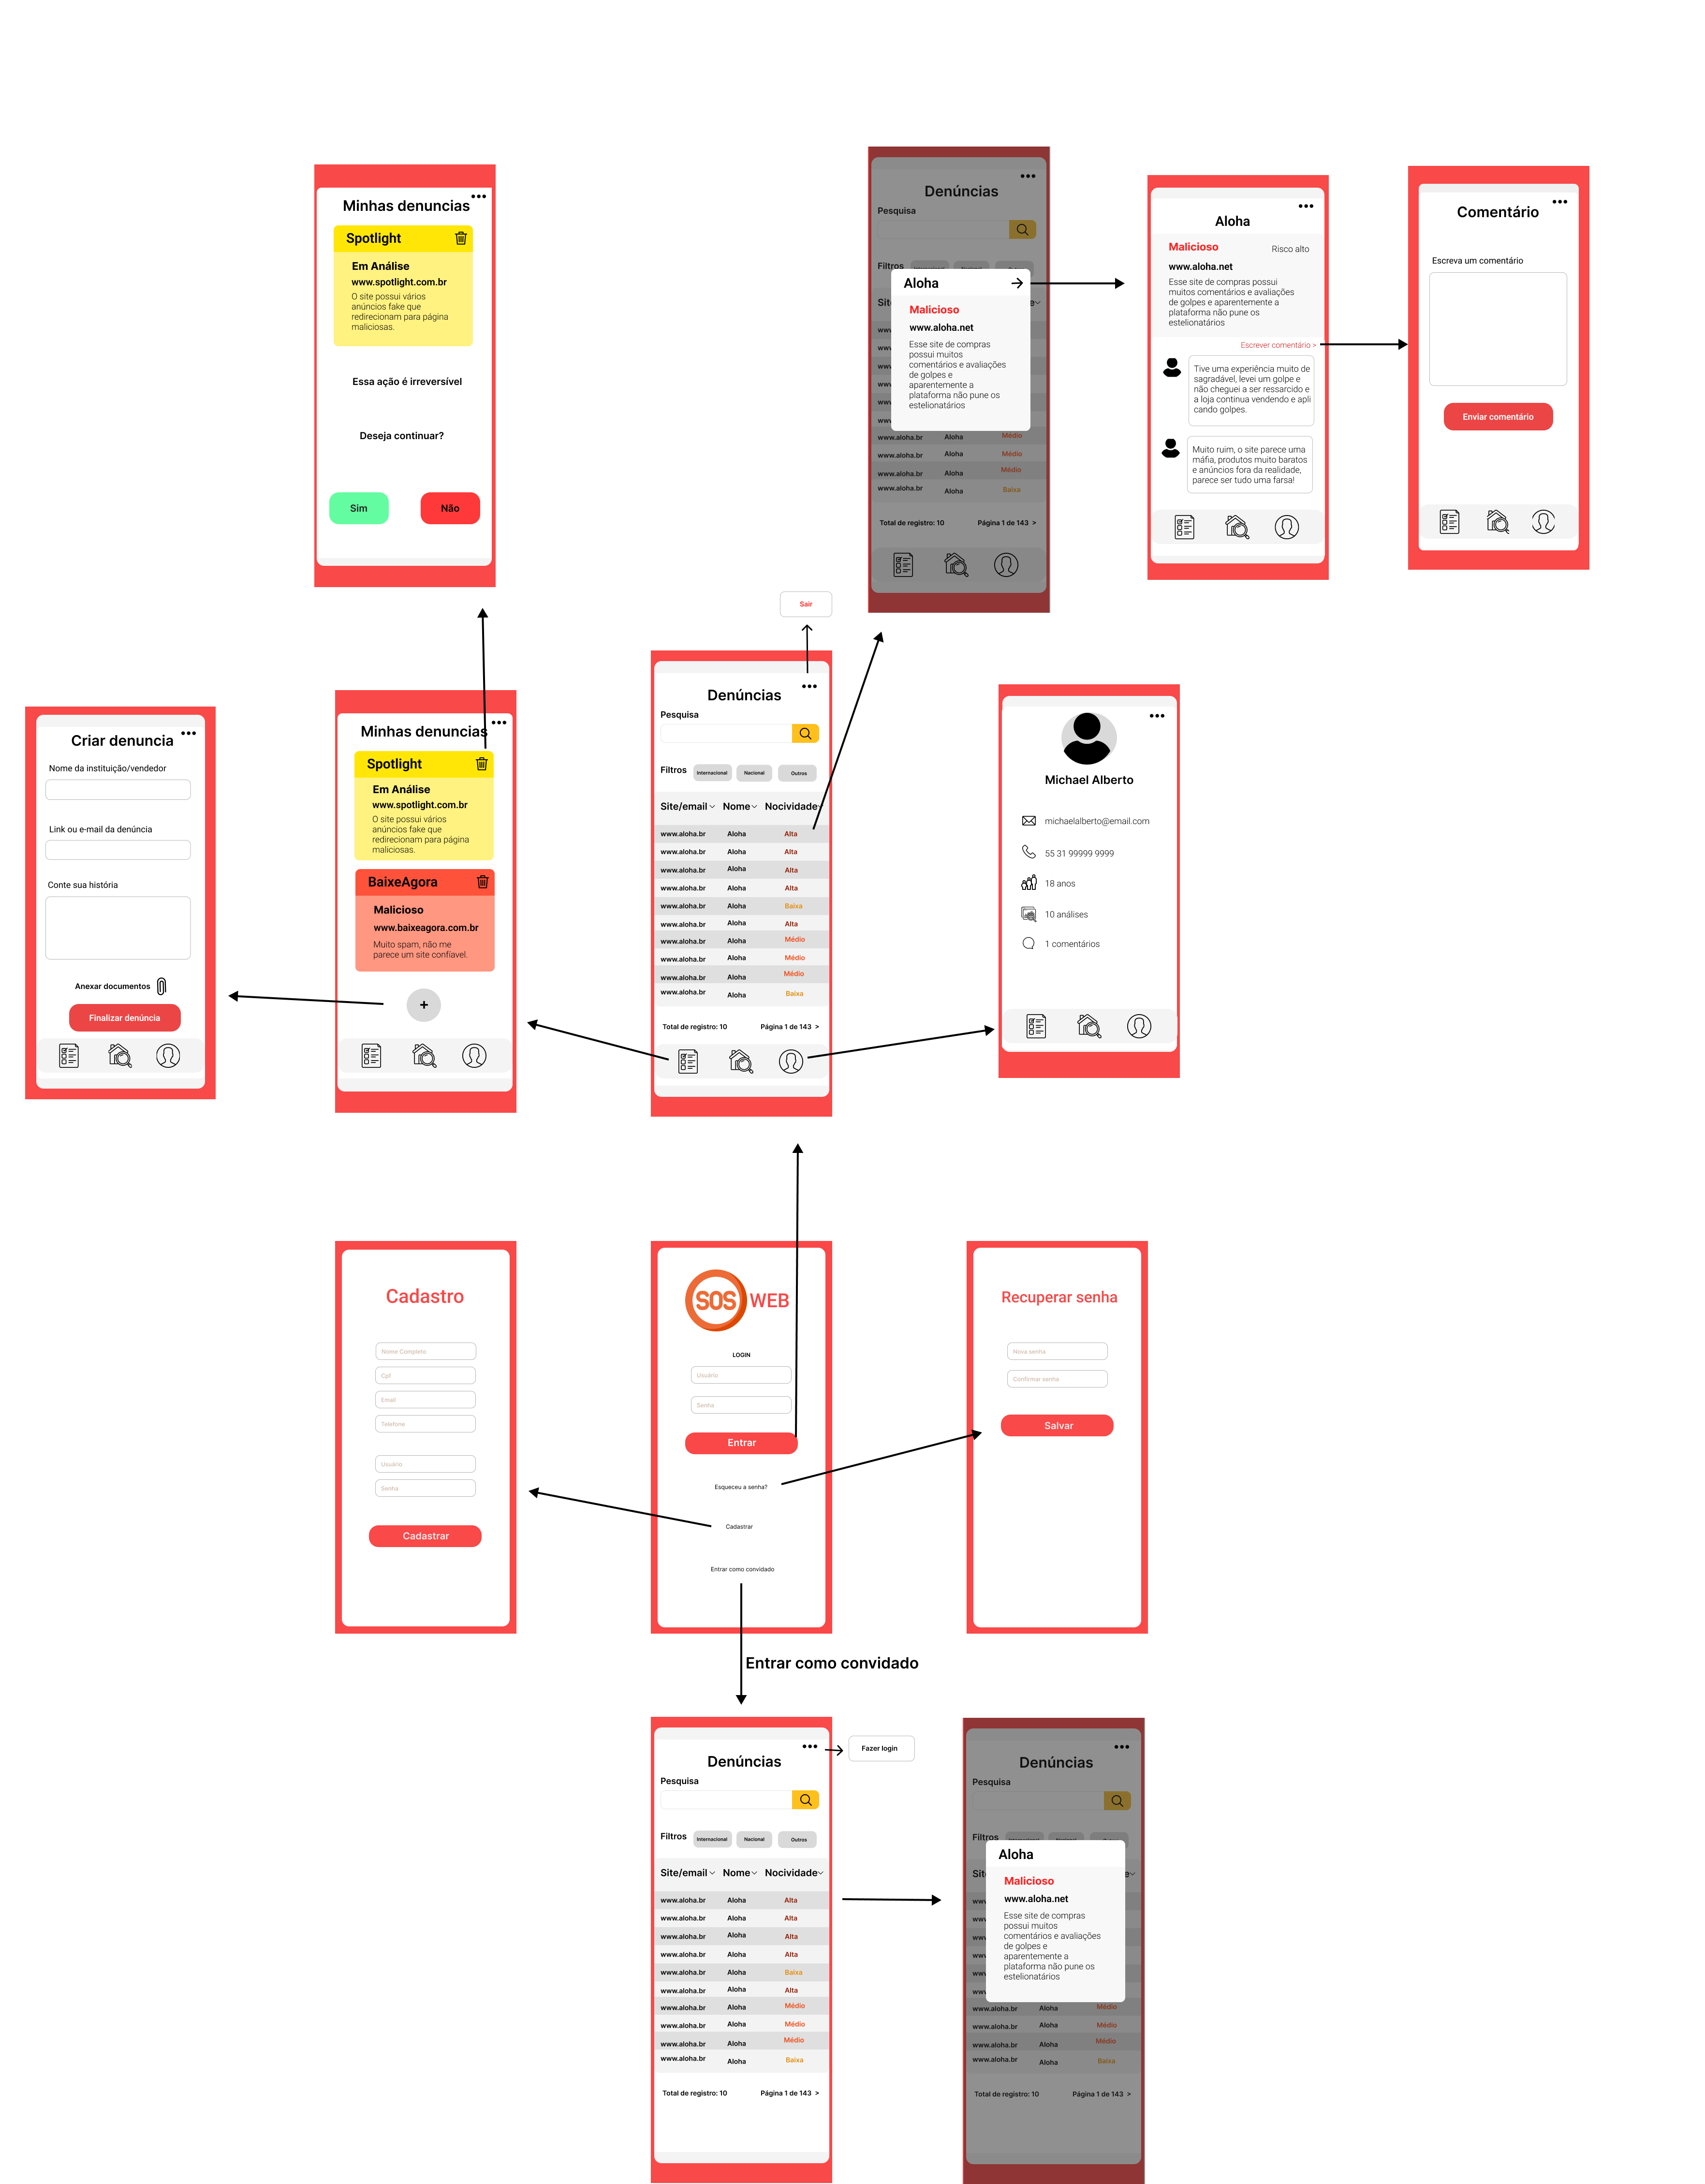 Minhas denuncias
Spotlight
Em Análise
www.spotlight.com.br
O site possui vários
anúncios fake que
redirecionam para página
maliciosas.
Essa ação é irreversível
Deseja continuar?
Sim
Não
Denúncias
Pesquisa
Filtros
Aloha
Malicioso
www.aloha.net
Esse site de compras
possui muitos
comentários e avaliações
de golpes e
aparentemente a
plataforma não pune os
estelionatários
www.aloha.br Aloha Médio
www.aloha.br Aloha Médio
www.aloha.br Aloha Médio
www.aloha.br Aloha Baixa
Total de registro: 10 Página 1 de 143 >
Aloha
Malicioso Risco alto
www.aloha.net
Esse site de compras possui
muitos comentários e avaliações
de golpes e aparentemente a
plataforma não pune os
estelionatários
Escrever comentário >
Tive uma experiência muito de
sagradável, levei um golpe e
não cheguei a ser ressarcido e
a loja continua vendendo e apli
cando golpes.
Muito ruim, o site parece uma
máfia, produtos muito baratos
e anúncios fora da realidade,
parece ser tudo uma farsa!
Comentário
Escreva um comentário
Enviar comentário
Sair
Criar denuncia
Nome da instituição/vendedor
Link ou e-mail da denúncia
Conte sua história
Anexar documentos
Finalizar denúncia
Minhas denuncias
Spotlight
Em Análise
www.spotlight.com.br
O site possui vários
anúncios fake que
redirecionam para página
maliciosas.
BaixeAgora
Malicioso
www.baixeagora.com.br
Muito spam, não me
parece um site confíavel.
+
Denúncias
Pesquisa
Filtros Internacional Nacional Outros
Site/email Nome Nocividade
www.aloha.br Aloha Alta
www.aloha.br Aloha Alta
www.aloha.br Aloha Alta
www.aloha.br Aloha Alta
www.aloha.br Aloha Baixa
www.aloha.br Aloha Alta
www.aloha.br Aloha Médio
www.aloha.br Aloha Médio
www.aloha.br Aloha Médio
www.aloha.br Aloha Baixa
Total de registro: 10 Página 1 de 143 >
Michael Alberto
michaelalberto@email.com
55 31 99999 9999
18 anos
10 análises
1 comentários
Cadastro
Nome Completo
Cpf
Email
Telefone
Usuário
Senha
Cadastrar
SOS WEB
LOGIN
Usuário
Senha
Entrar
Esqueceu a senha?
Cadastrar
Entrar como convidado
Recuperar senha
Nova senha
Confirmar senha
Salvar
Entrar como convidado
Denúncias
Pesquisa
Filtros Internacional Nacional Outros
Site/email Nome Nocividade
www.aloha.br Aloha Alta
www.aloha.br Aloha Alta
www.aloha.br Aloha Alta
www.aloha.br Aloha Alta
www.aloha.br Aloha Baixa
www.aloha.br Aloha Alta
www.aloha.br Aloha Médio
www.aloha.br Aloha Médio
www.aloha.br Aloha Médio
www.aloha.br Aloha Baixa
Total de registro: 10 Página 1 de 143 >
Fazer login
Denúncias
Pesquisa
Filtros
Aloha
Malicioso
www.aloha.net
Esse site de compras
possui muitos
comentários e avaliações
de golpes e
aparentemente a
plataforma não pune os
estelionatários
www.aloha.br Aloha Médio
www.aloha.br Aloha Médio
www.aloha.br Aloha Médio
www.aloha.br Aloha Baixa
Total de registro: 10 Página 1 de 143 >